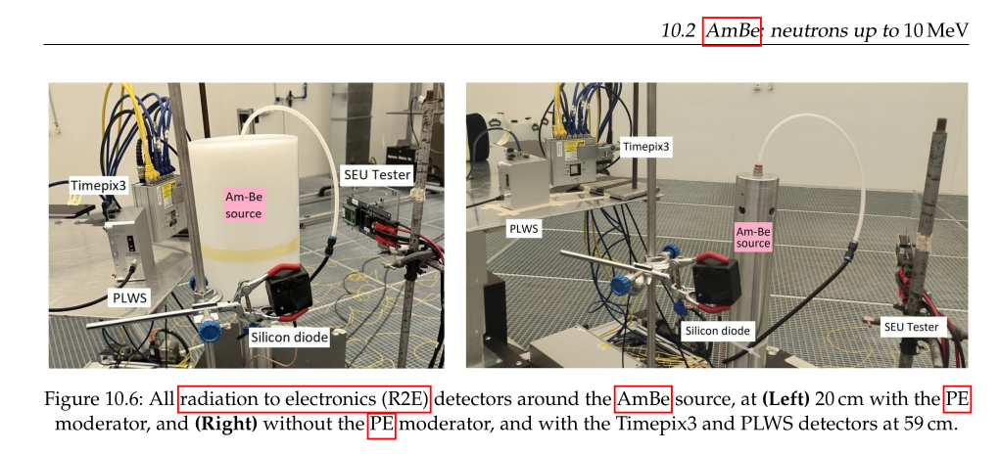 10.2 AmBe: neutrons up to 10 MeV
Timepix3
Am-Be
source
SEU Tester
PLWS
Silicon diode
Timepix3
PLWS
Am-Be
source
Silicon diode
SEU Tester
Figure 10.6: All radiation to electronics (R2E) detectors around the AmBe source, at (Left) 20 cm with the PE
moderator, and (Right) without the PE moderator, and with the Timepix3 and PLWS detectors at 59 cm.